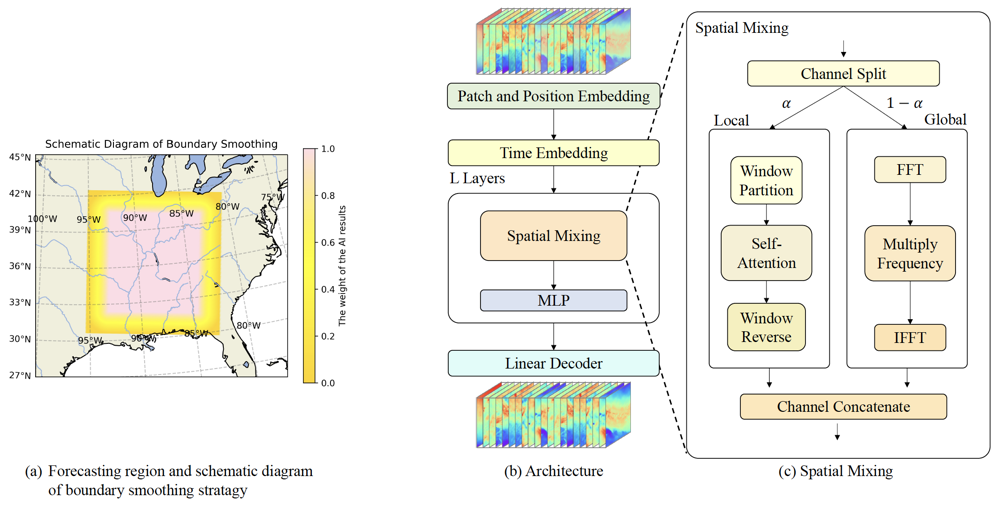 Schematic Diagram of Boundary Smoothing
45°N
42°N
39°N
36°N
33°N
30°N
27°N
100°W
95°W
90°W
85°W
80°W
75°W
80°W
95°W
90°W
85°W
1.0
0.8
0.6
0.4
0.2
0.0
The weight of the AI results
(a) Forecasting region and schematic diagram
of boundary smoothing stratagy
Patch and Position Embedding
Time Embedding
L Layers
Spatial Mixing
MLP
Linear Decoder
(b) Architecture
Spatial Mixing
Channel Split
α
1 − α
Local
Global
Window
Partition
Self-
Attention
Window
Reverse
FFT
Multiply
Frequency
IFFT
Channel Concatenate
(c) Spatial Mixing